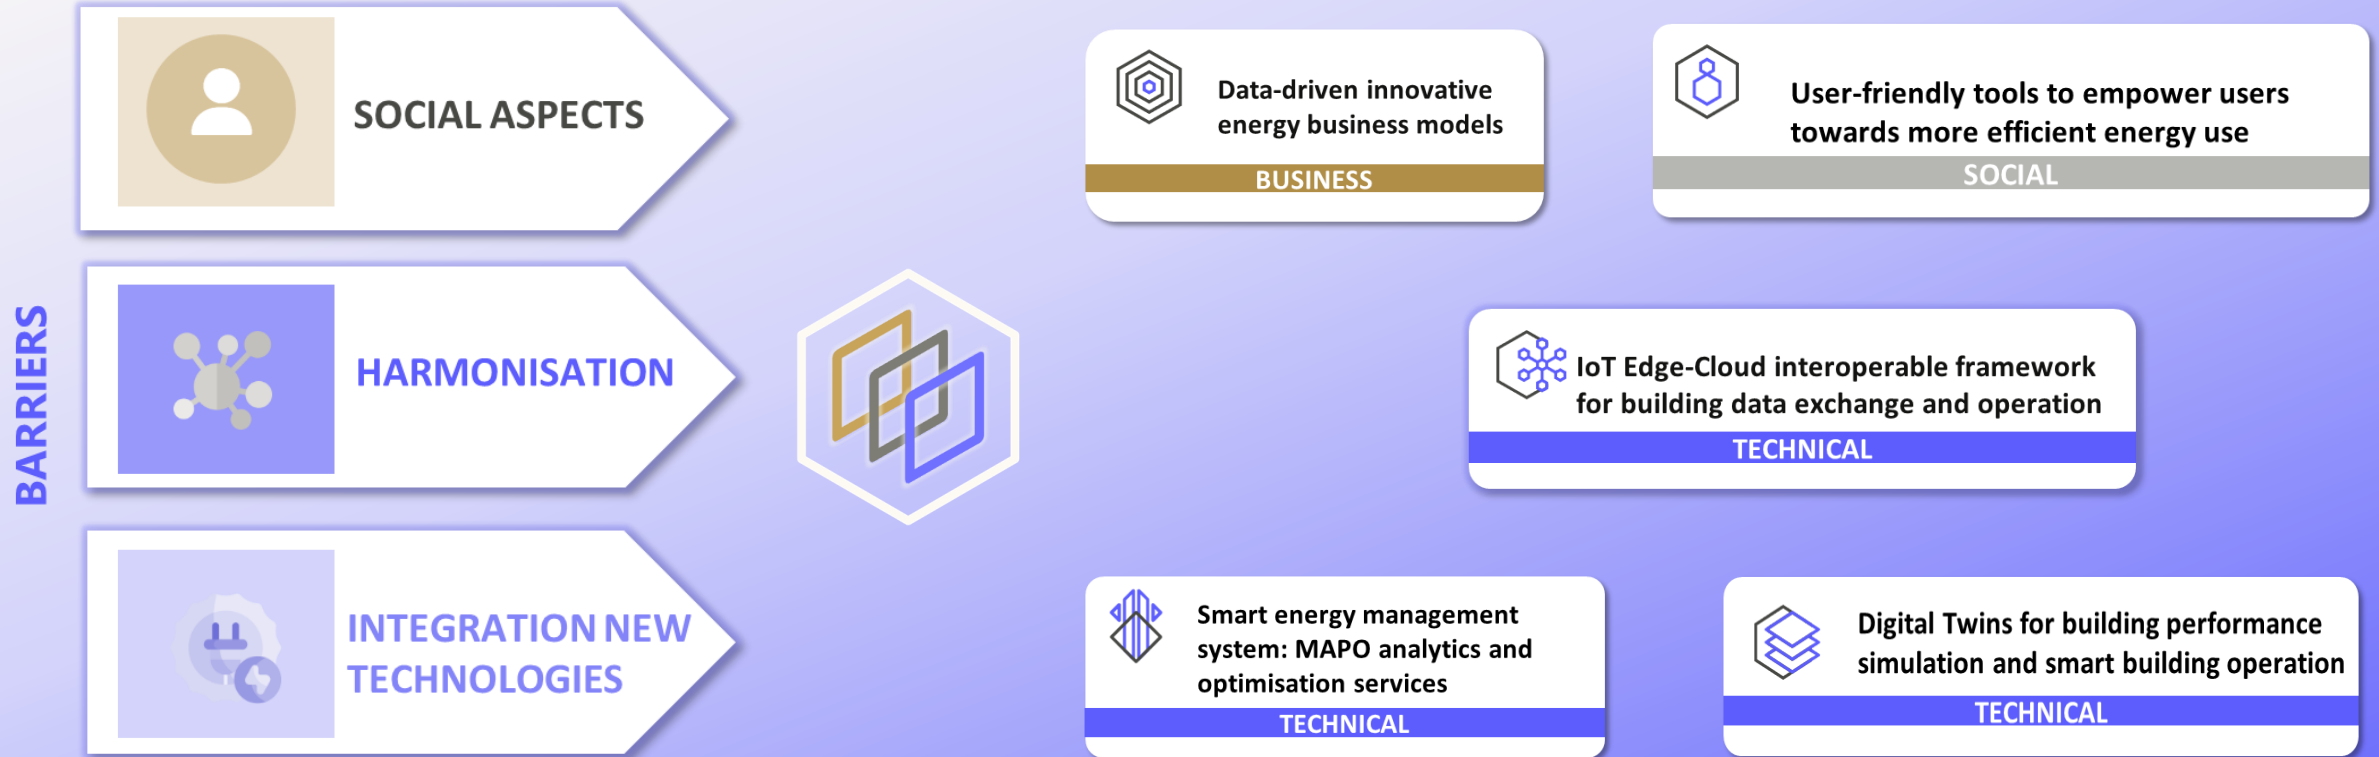 BARRIERS
SOCIAL ASPECTS
Data-driven innovative
energy business models
BUSINESS
User-friendly tools to empower users
towards more efficient energy use
SOCIAL
HARMONISATION
IoT Edge-Cloud interoperable framework
for building data exchange and operation
TECHNICAL
INTEGRATION NEW
TECHNOLOGIES
Smart energy management
system: MAPO analytics and
optimisation services
TECHNICAL
Digital Twins for building performance
simulation and smart building operation
TECHNICAL